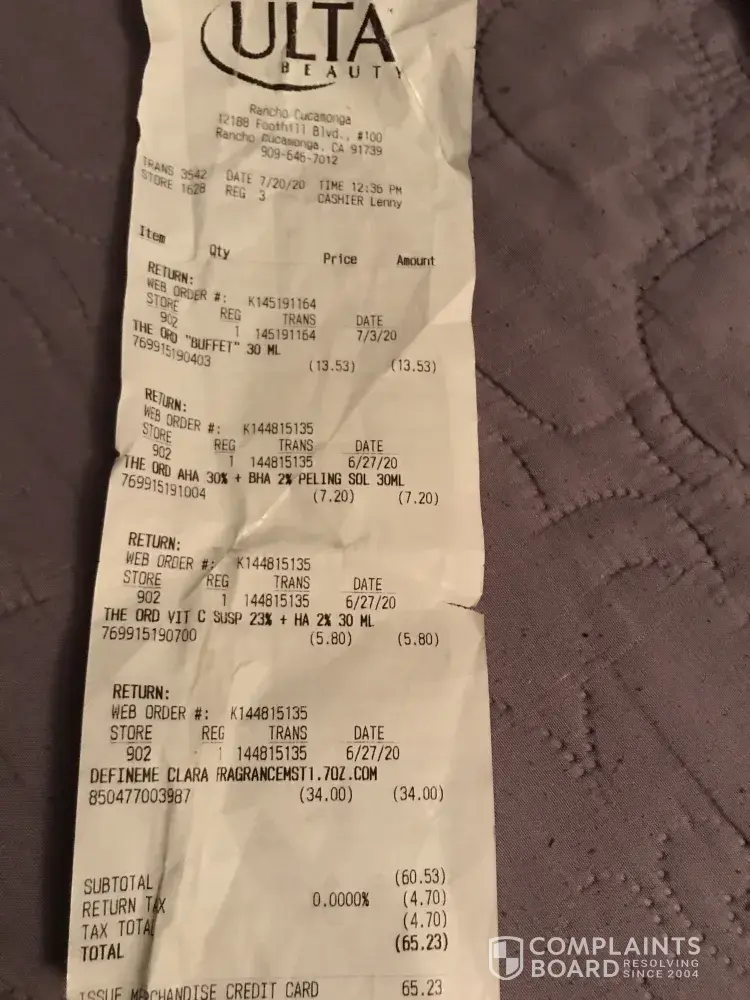 ULTA
BEAUTY
Rancho Cucamonga
12188 Foothill Blvd., #100
Rancho Cucamonga, CA 91739
909-646-7012
TRANS 3542 DATE 7/20/20 TIME 12:36 PM
STORE 1628 REG 3 CASHIER Lenny
Item Qty Price Amount
RETURN:
WEB ORDER #: K145191164
STORE REG TRANS DATE
902 1 145191164 7/3/20
THE ORD "BUFFET" 30 ML
769915190403 (13.53) (13.53)
RETURN:
WEB ORDER #: K144815135
STORE REG TRANS DATE
902 1 144815135 6/27/20
THE ORD AHA 30% + BHA 2% PELING SOL 30ML
769915191004 (7.20) (7.20)
RETURN:
WEB ORDER #: K144815135
STORE REG TRANS DATE
902 1 144815135 6/27/20
THE ORD VIT C SUSP 23% + HA 2% 30 ML
769915190700 (5.80) (5.80)
RETURN:
WEB ORDER #: K144815135
STORE REG TRANS DATE
902 1 144815135 6/27/20
DEFINEME CLARA FRAGRANCEMST1.7OZ.COM
850477003987 (34.00) (34.00)
SUBTOTAL (60.53)
RETURN TAX 0.0000% (4.70)
TAX TOTAL (4.70)
TOTAL (65.23)
ISSUE MERCHANDISE CREDIT CARD 65.23
COMPLAINTS
BOARD RESOLVING
SINCE 2004